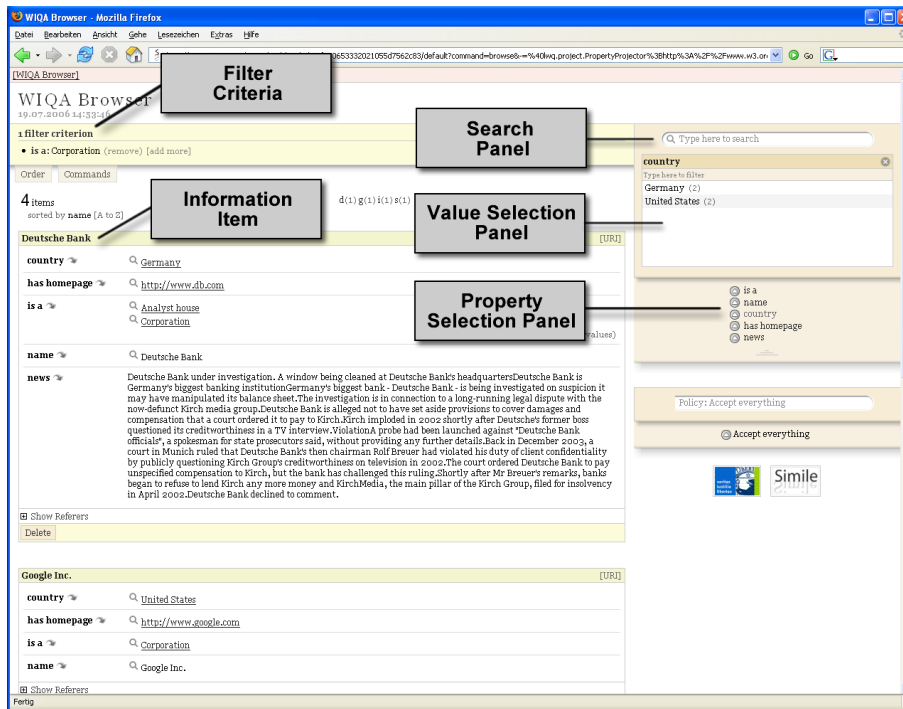 WIQA Browser - Mozilla Firefox
Datei Bearbeiten Ansicht Gehe Lesezeichen Extras Hilfe
065332021055d7562c83/default?command=browse&-=%40lwq.project.PropertyProjector%3Bhttp%3A%2F%2Fwww.w3.or
Go
[WIQA Browser]
WIQA Browser
19.07.2006 14:53:46
Filter
Criteria
1 filter criterion
is a: Corporation (remove) [add more]
Search
Panel
Type here to search
Order Commands
country
Type here to filter
Germany (2)
United States (2)
4 items
sorted by name [A to Z]
Information
Item
d(1) g(1) i(1) s(1)
Value Selection
Panel
Deutsche Bank [URI]
country Germany
has homepage http://www.db.com
is a Analyst house
Corporation
values)
Property
Selection Panel
is a
name
country
has homepage
news
name Deutsche Bank
news Deutsche Bank under investigation. A window being cleaned at Deutsche Bank's headquartersDeutsche Bank is
Germany's biggest banking institutionGermany's biggest bank - Deutsche Bank - is being investigated on suspicion it
may have manipulated its balance sheet.The investigation is in connection to a long-running legal dispute with the
now-defunct Kirch media group.Deutsche Bank is alleged not to have set aside provisions to cover damages and
compensation that a court ordered it to pay to Kirch.Kirch imploded in 2002 shortly after Deutsche's former boss
questioned its creditworthiness in a TV interview.ViolationA probe had been launched against "Deutsche Bank
officials", a spokesman for state prosecutors said, without providing any further details.Back in December 2003, a
court in Munich ruled that Deutsche Bank's then chairman Rolf Breuer had violated his duty of client confidentiality
by publicly questioning Kirch Group's creditworthiness on television in 2002.The court ordered Deutsche Bank to pay
unspecified compensation to Kirch, but the bank has challenged this ruling.Shortly after Mr Breuer's remarks, banks
began to refuse to lend Kirch any more money and KirchMedia, the main pillar of the Kirch Group, filed for insolvency
in April 2002.Deutsche Bank declined to comment.
Policy: Accept everything
Accept everything
Simile
Show Referers
Delete
Google Inc. [URI]
country United States
has homepage http://www.google.com
is a Corporation
name Google Inc.
Show Referers
Fertig